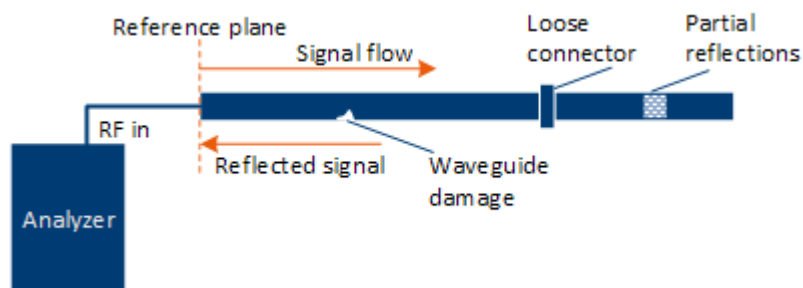 Reference plane
Signal flow
Loose
connector
Partial
reflections
RF in
Reflected signal
Waveguide
damage
Analyzer